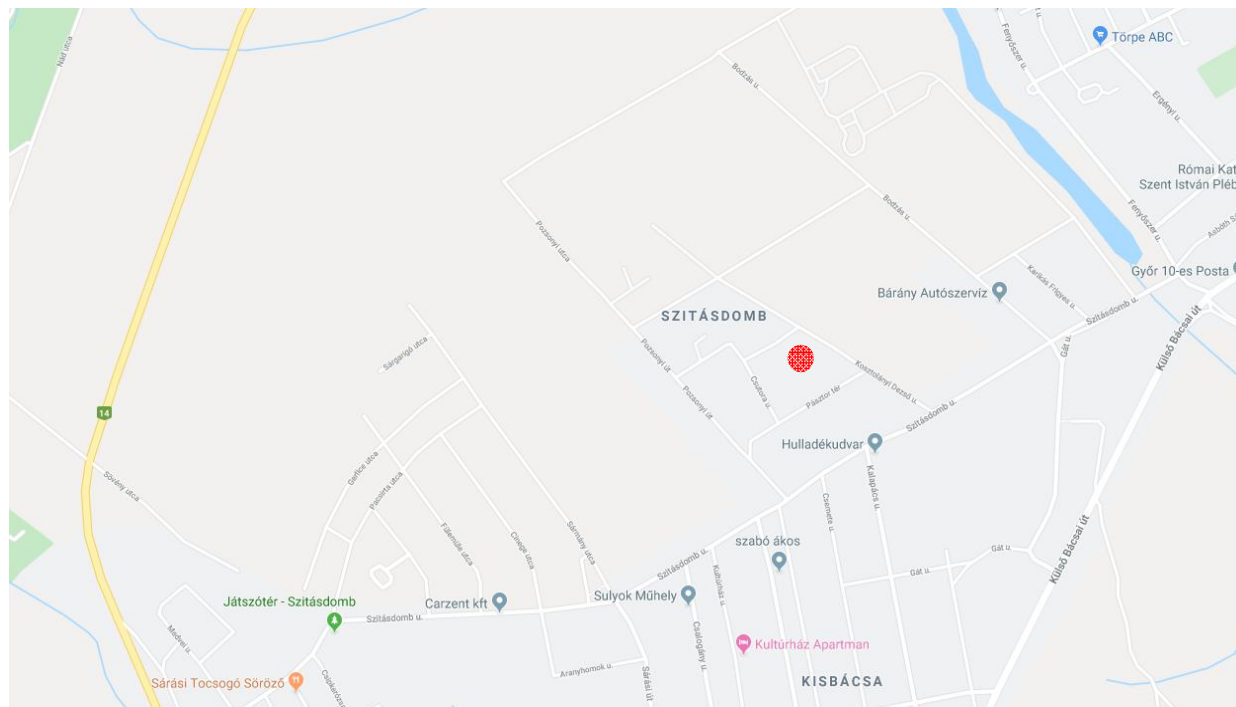 Nád utca
Törpe ABC
Fenyőszer u.
Ergényi u.
Bodzás u.
Római Kat
Szent István Pléb
Fenyőszer u.
Asbóth S
Bodzás u.
Pozsonyi utca
Győr 10-es Posta
Karikás Frigyes u.
Bárány Autószervíz
Szitásdomb u.
SZITÁSDOMB
Külső Bácsai út
Gát u.
Sárgarigó utca
Pozsonyi út
Kosztolányi Dezső u.
Csutora u.
Pásztor tér
Pozsonyi út
14
Szitásdomb u.
Hulladékudvar
Gerlice utca
Pacsirta utca
Sövény utca
Kalapács u.
Csemete u.
Fülemüle utca
Cinege utca
Sármány utca
szabó ákos
Külső Bácsai út
Gát u.
Szitásdomb u.
Gát u.
Kultúrház u.
Sulyok Műhely
Játszótér - Szitásdomb
Carzent kft
Szitásdomb u.
Medvei u.
Csalogány u.
Kultúrház Apartman
Aranyhomok u.
Sárási út
Sárási Tocsogó Söröző
Csipkerózs
KISBÁCSA